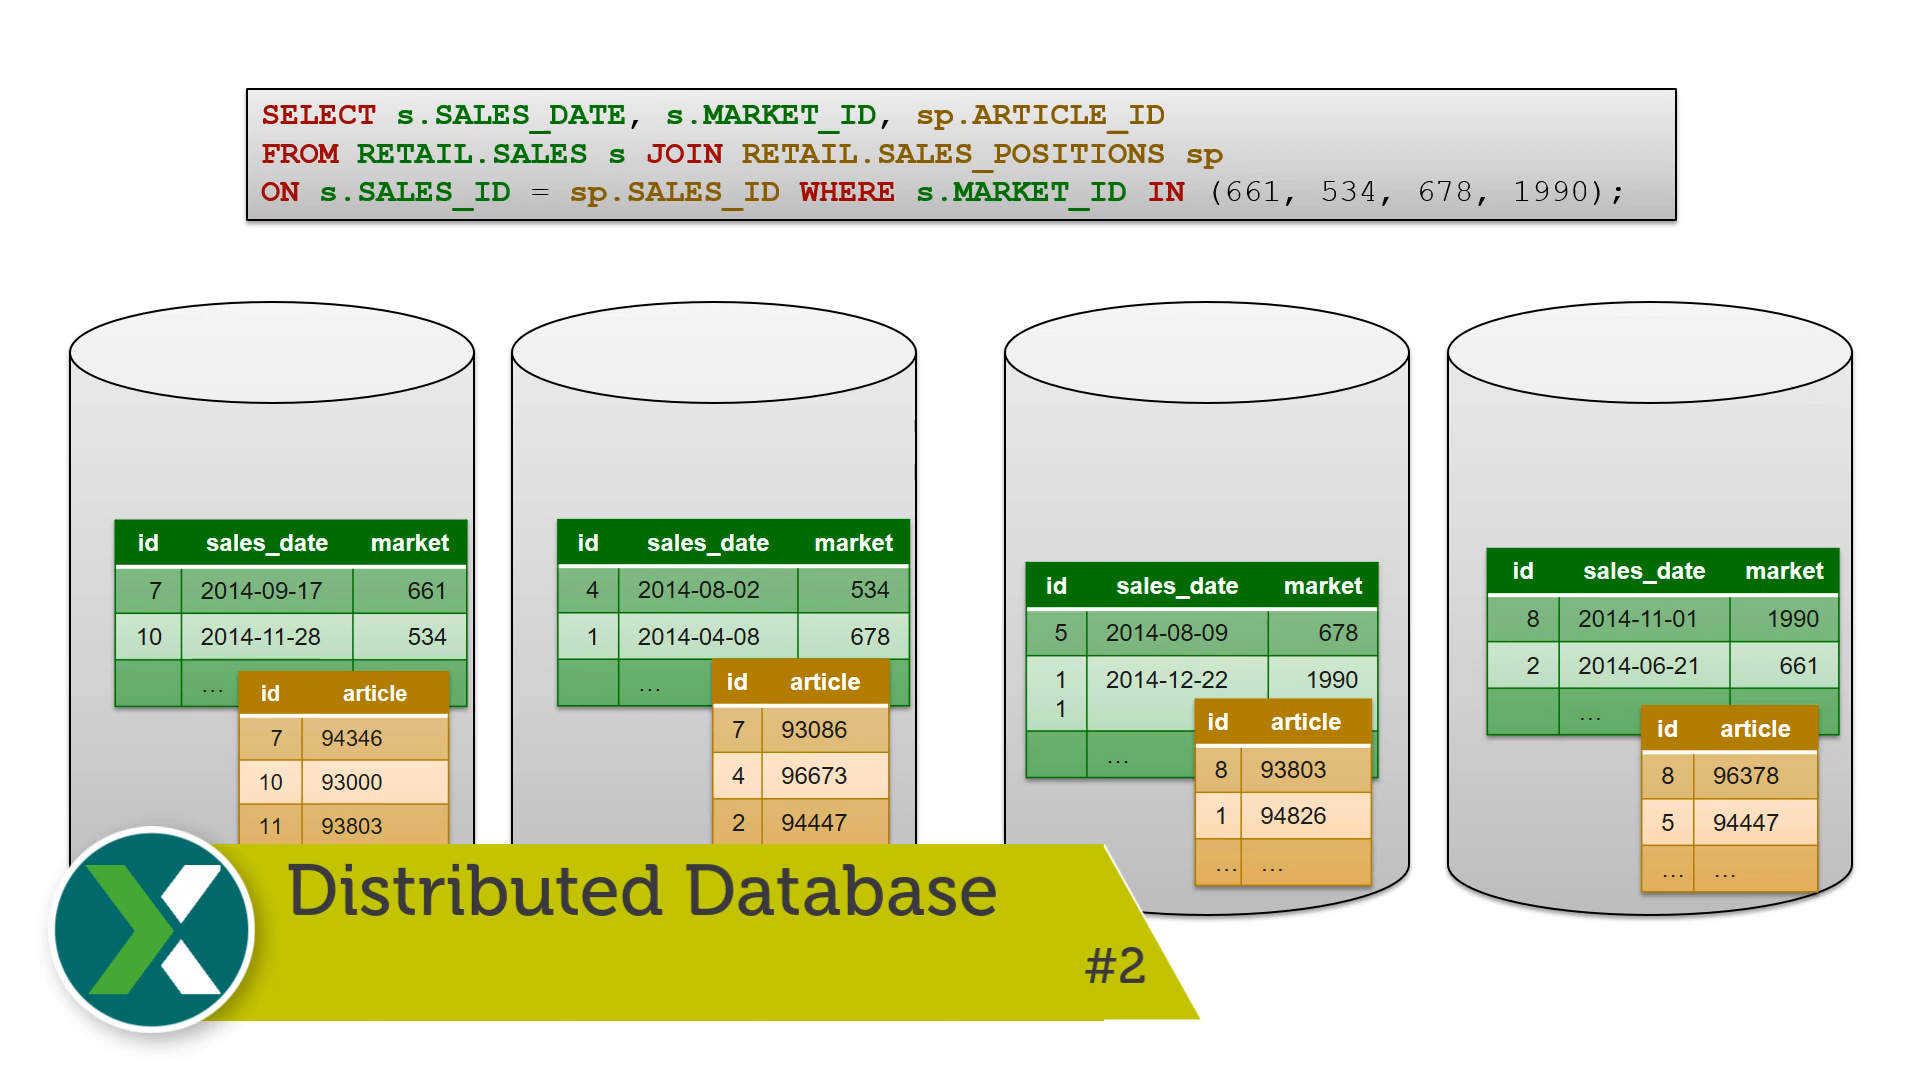 SELECT s.SALES_DATE, s.MARKET_ID, sp.ARTICLE_ID
FROM RETAIL.SALES s JOIN RETAIL.SALES_POSITIONS sp
ON s.SALES_ID = sp.SALES_ID WHERE s.MARKET_ID IN (661, 534, 678, 1990);
id sales_date market
7 2014-09-17 661
10 2014-11-28 534
...
id article
7 94346
10 93000
11 93803
id sales_date market
4 2014-08-02 534
1 2014-04-08 678
...
id article
7 93086
4 96673
2 94447
id sales_date market
5 2014-08-09 678
1 2014-12-22 1990
1
...
id article
8 93803
1 94826
... ...
id sales_date market
8 2014-11-01 1990
2 2014-06-21 661
...
id article
8 96378
5 94447
... ...
Distributed Database
#2